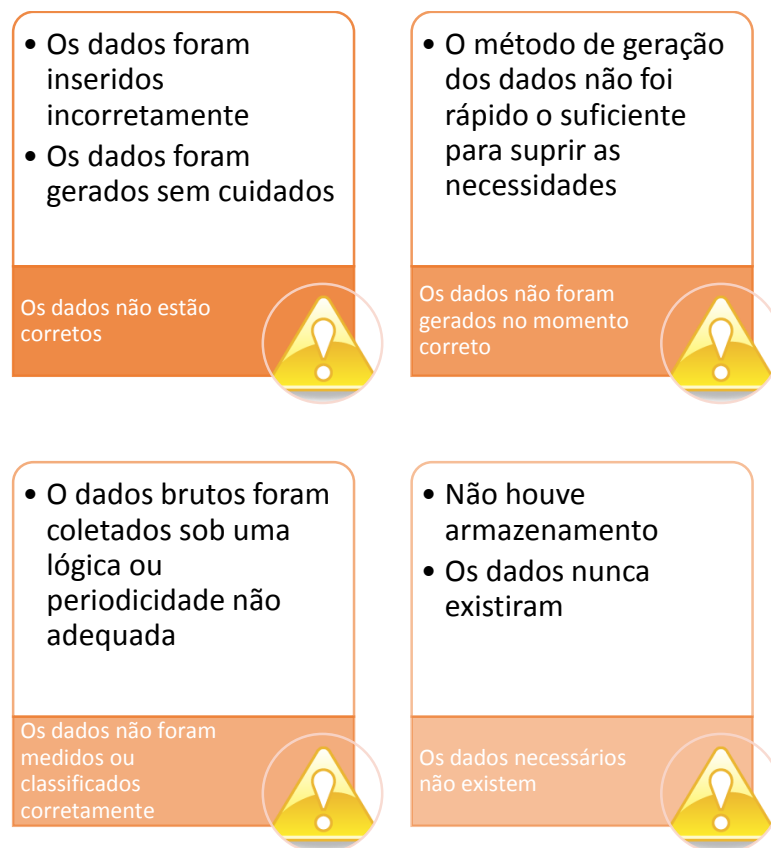 • Os dados foram
inseridos
incorretamente
• Os dados foram
gerados sem cuidados
Os dados não estão
corretos
• O método de geração
dos dados não foi
rápido o suficiente
para suprir as
necessidades
Os dados não foram
gerados no momento
correto
• O dados brutos foram
coletados sob uma
lógica ou
periodicidade não
adequada
Os dados não foram
medidos ou
classificados
corretamente
• Não houve
armazenamento
• Os dados nunca
existiram
Os dados necessários
não existem